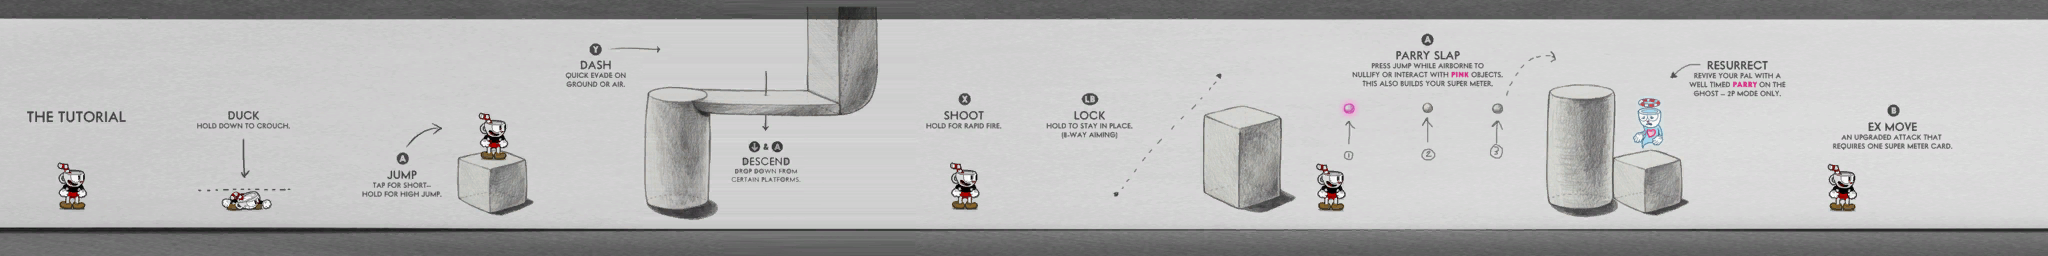 THE TUTORIAL
DUCK
HOLD DOWN TO CROUCH.
A
JUMP
TAP FOR SHORT–
HOLD FOR HIGH JUMP.
Y
DASH
QUICK EVADE ON
GROUND OR AIR.
& A
DESCEND
DROP DOWN FROM
CERTAIN PLATFORMS.
X
SHOOT
HOLD FOR RAPID FIRE.
LB
LOCK
HOLD TO STAY IN PLACE.
(8-WAY AIMING)
A
PARRY SLAP
PRESS JUMP WHILE AIRBORNE TO
NULLIFY OR INTERACT WITH PINK OBJECTS.
THIS ALSO BUILDS YOUR SUPER METER.
1
2
3
RESURRECT
REVIVE YOUR PAL WITH A
WELL TIMED PARRY ON THE
GHOST – 2P MODE ONLY.
B
EX MOVE
AN UPGRADED ATTACK THAT
REQUIRES ONE SUPER METER CARD.